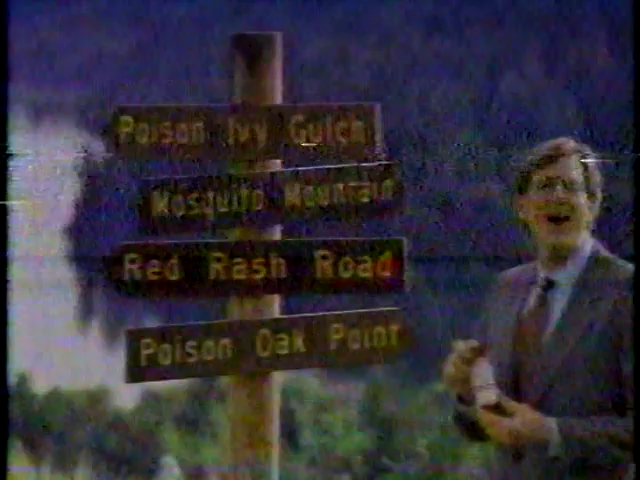 Poison Ivy Gulch
Mosquito Mountain
Red Rash Road
Poison Oak Point